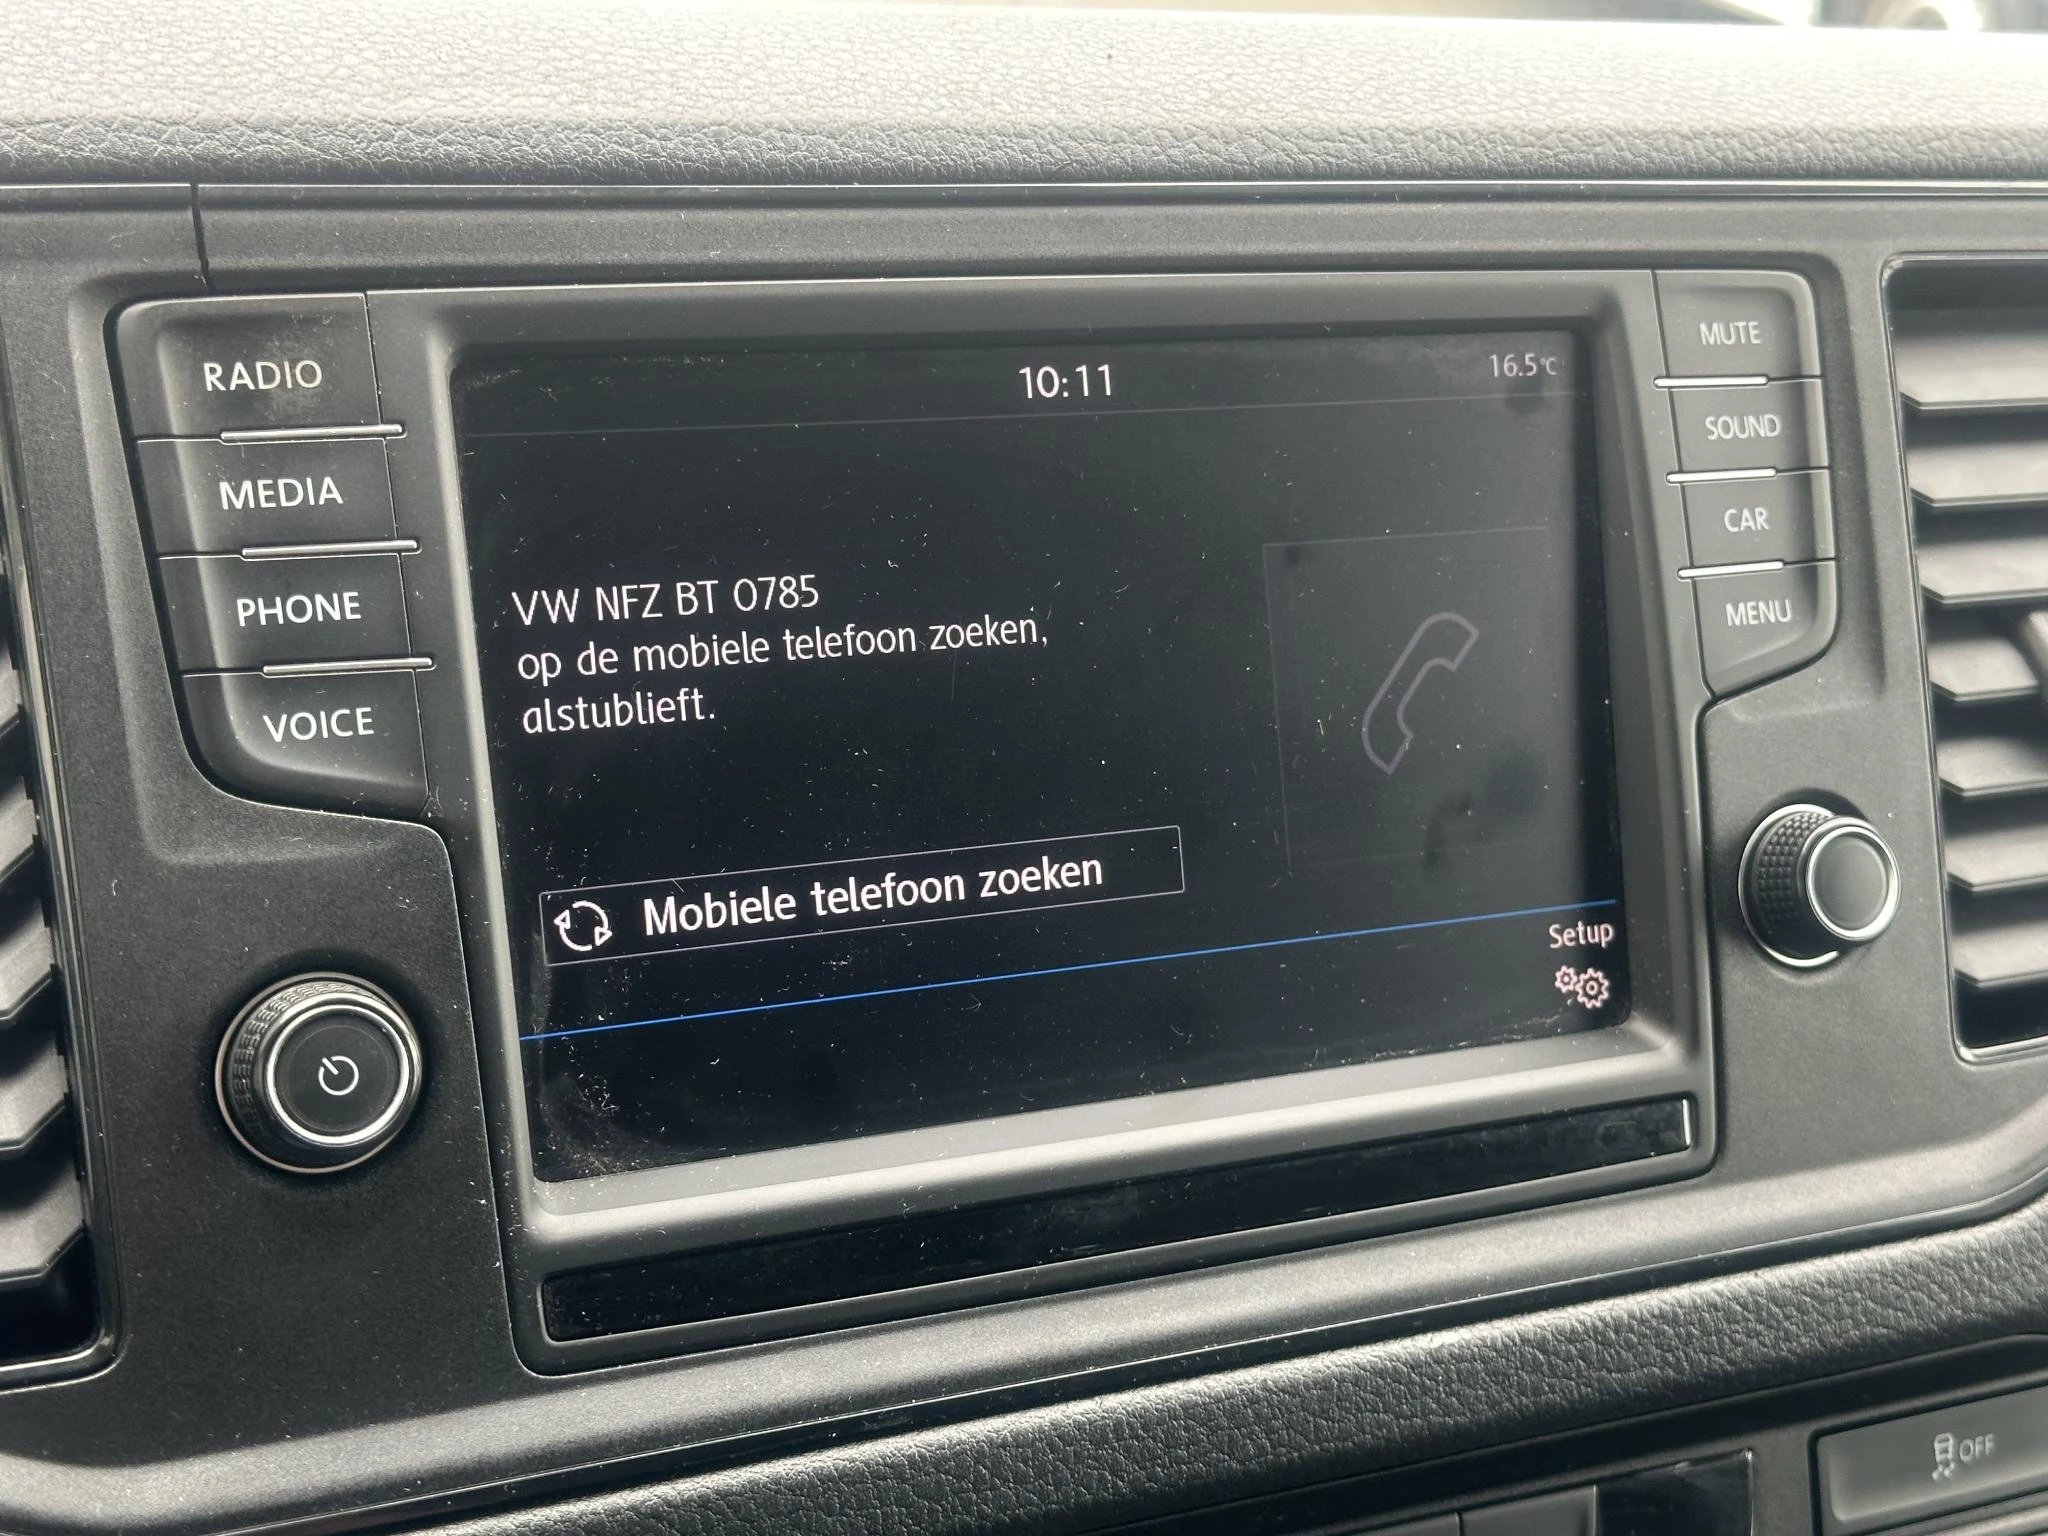 RADIO
MEDIA
PHONE
VOICE
10:11
16.5°C
VW NFZ BT 0785
op de mobiele telefoon zoeken,
alstublieft.
Mobiele telefoon zoeken
Setup
MUTE
SOUND
CAR
MENU
OFF